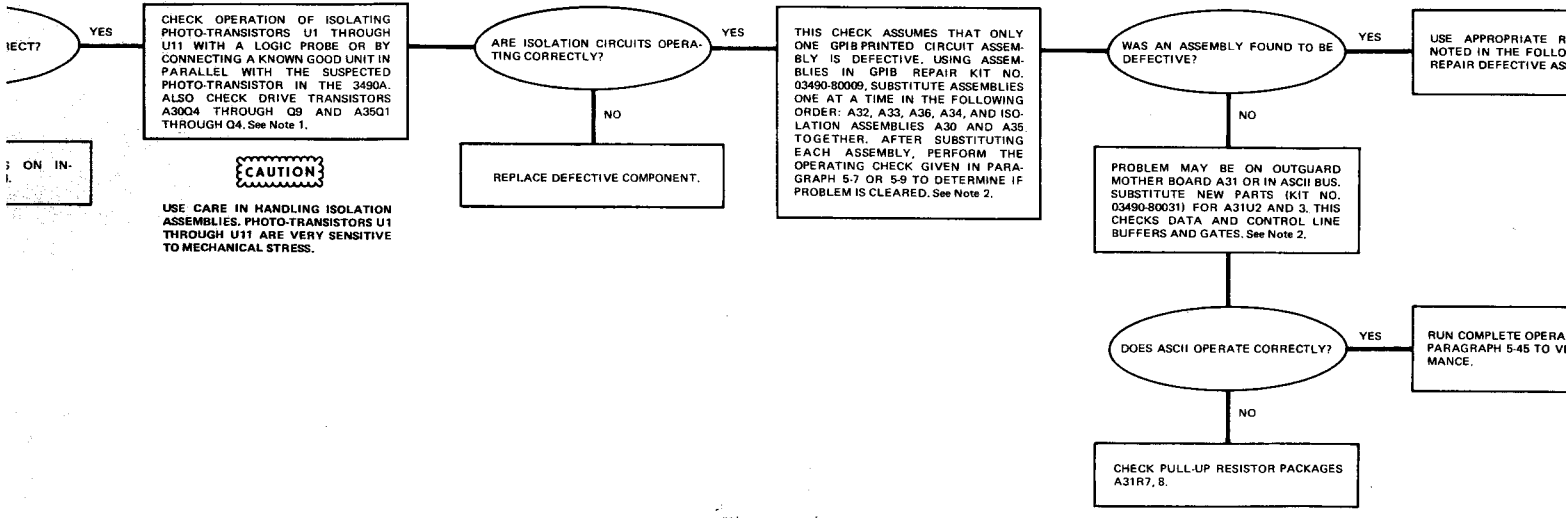 RECT?
YES
ON IN-
CHECK OPERATION OF ISOLATING
PHOTO-TRANSISTORS U1 THROUGH
U11 WITH A LOGIC PROBE OR BY
CONNECTING A KNOWN GOOD UNIT IN
PARALLEL WITH THE SUSPECTED
PHOTO-TRANSISTOR IN THE 3490A.
ALSO CHECK DRIVE TRANSISTORS
A30Q4 THROUGH Q9 AND A35Q1
THROUGH Q4. See Note 1.
CAUTION
USE CARE IN HANDLING ISOLATION
ASSEMBLIES. PHOTO-TRANSISTORS U1
THROUGH U11 ARE VERY SENSITIVE
TO MECHANICAL STRESS.
ARE ISOLATION CIRCUITS OPERA-
TING CORRECTLY?
YES
NO
REPLACE DEFECTIVE COMPONENT.
THIS CHECK ASSUMES THAT ONLY
ONE GPIB PRINTED CIRCUIT ASSEM-
BLY IS DEFECTIVE. USING ASSEM-
BLIES IN GPIB REPAIR KIT NO.
03490-80009, SUBSTITUTE ASSEMBLIES
ONE AT A TIME IN THE FOLLOWING
ORDER: A32, A33, A36, A34, AND ISO-
LATION ASSEMBLIES A30 AND A35
TOGETHER. AFTER SUBSTITUTING
EACH ASSEMBLY, PERFORM THE
OPERATING CHECK GIVEN IN PARA-
GRAPH 5-7 OR 5-9 TO DETERMINE IF
PROBLEM IS CLEARED. See Note 2.
WAS AN ASSEMBLY FOUND TO BE
DEFECTIVE?
YES
USE APPROPRIATE R
NOTED IN THE FOLLO
REPAIR DEFECTIVE ASS
NO
PROBLEM MAY BE ON OUTGUARD
MOTHER BOARD A31 OR IN ASCII BUS.
SUBSTITUTE NEW PARTS (KIT NO.
03490-80031) FOR A31U2 AND 3. THIS
CHECKS DATA AND CONTROL LINE
BUFFERS AND GATES. See Note 2.
DOES ASCII OPERATE CORRECTLY?
YES
RUN COMPLETE OPERA
PARAGRAPH 5-45 TO VE
MANCE.
NO
CHECK PULL-UP RESISTOR PACKAGES
A31R7, 8.